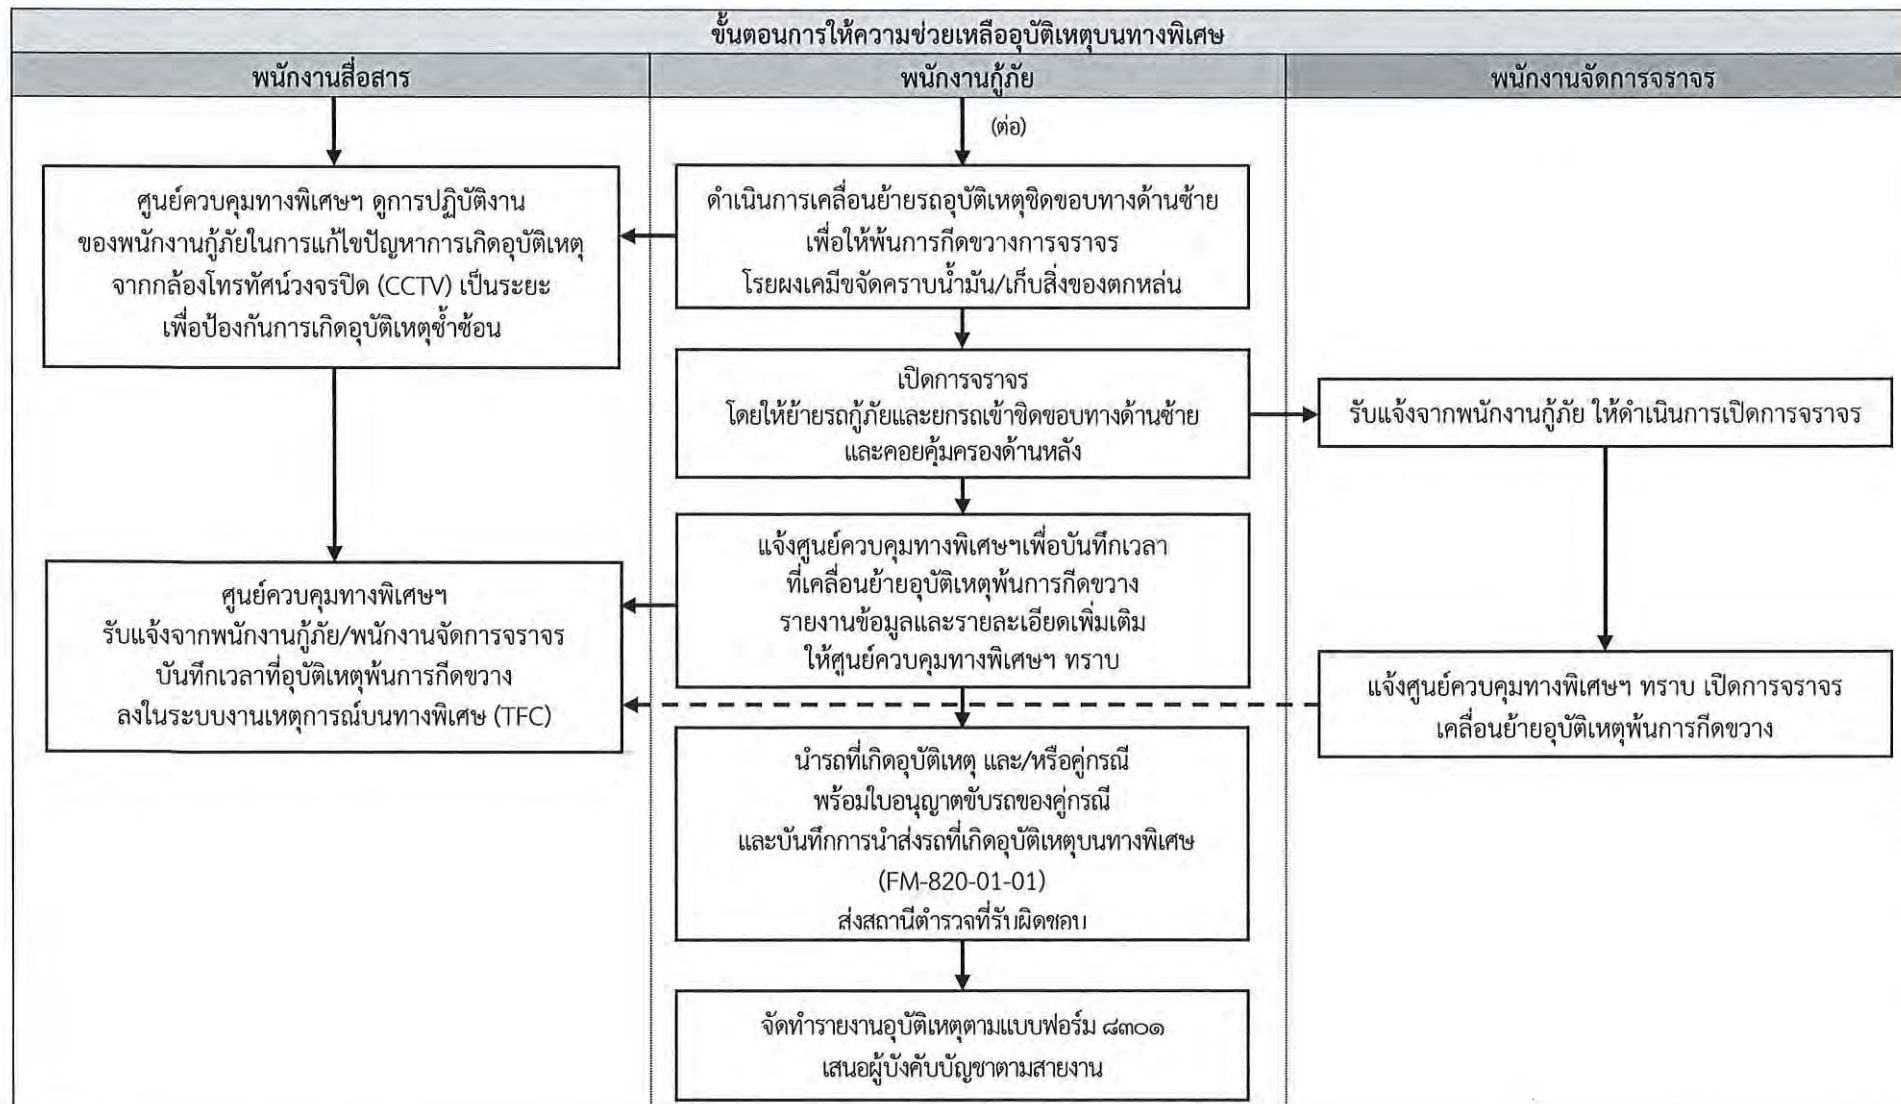 ขั้นตอนการให้ความช่วยเหลืออุบัติเหตุบนทางพิเศษ
พนักงานสื่อสาร
พนักงานกู้ภัย
พนักงานจัดการจราจร
(ต่อ)
ศูนย์ควบคุมทางพิเศษฯ ดูการปฏิบัติงาน
ของพนักงานกู้ภัยในการแก้ไขปัญหาการเกิดอุบัติเหตุ
จากกล้องโทรทัศน์วงจรปิด (CCTV) เป็นระยะ
เพื่อป้องกันการเกิดอุบัติเหตุซ้ำซ้อน
ดำเนินการเคลื่อนย้ายรถอุบัติเหตุชิดขอบทางด้านซ้าย
เพื่อให้พ้นการกีดขวางการจราจร
โรยผงเคมีขจัดคราบน้ำมัน/เก็บสิ่งของตกหล่น
เปิดการจราจร
โดยให้ย้ายรถกู้ภัยและยกรถเข้าชิดขอบทางด้านซ้าย
และคอยคุ้มครองด้านหลัง
รับแจ้งจากพนักงานกู้ภัย ให้ดำเนินการเปิดการจราจร
แจ้งศูนย์ควบคุมทางพิเศษฯเพื่อบันทึกเวลา
ที่เคลื่อนย้ายอุบัติเหตุพ้นการกีดขวาง
รายงานข้อมูลและรายละเอียดเพิ่มเติม
ให้ศูนย์ควบคุมทางพิเศษฯ ทราบ
ศูนย์ควบคุมทางพิเศษฯ
รับแจ้งจากพนักงานกู้ภัย/พนักงานจัดการจราจร
บันทึกเวลาที่อุบัติเหตุพ้นการกีดขวาง
ลงในระบบงานเหตุการณ์บนทางพิเศษ (TFC)
แจ้งศูนย์ควบคุมทางพิเศษฯ ทราบ เปิดการจราจร
เคลื่อนย้ายอุบัติเหตุพ้นการกีดขวาง
นำรถที่เกิดอุบัติเหตุ และ/หรือคู่กรณี
พร้อมใบอนุญาตขับรถของคู่กรณี
และบันทึกการนำส่งรถที่เกิดอุบัติเหตุบนทางพิเศษ
(FM-820-01-01)
ส่งสถานีตำรวจที่รับผิดชอบ
จัดทำรายงานอุบัติเหตุตามแบบฟอร์ม ๘๓๐๑
เสนอผู้บังคับบัญชาตามสายงาน